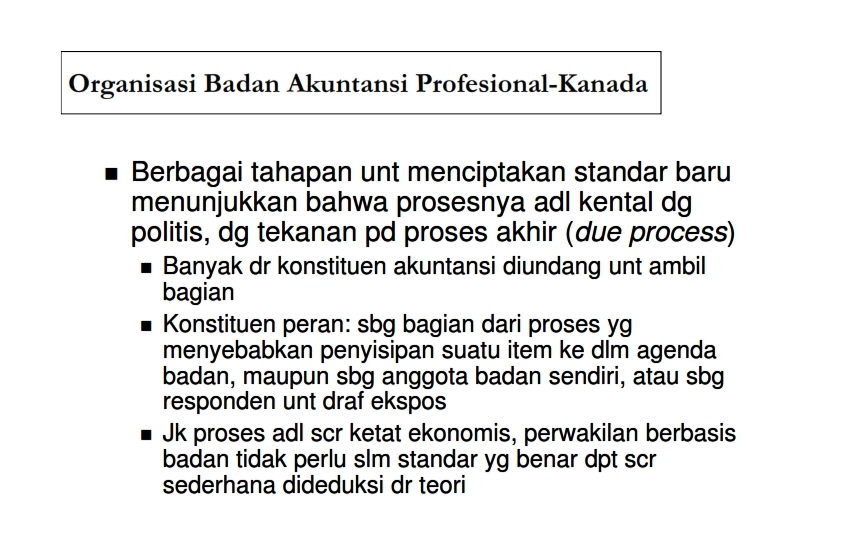 Organisasi Badan Akuntansi Profesional-Kanada
■ Berbagai tahapan unt menciptakan standar baru
menunjukkan bahwa prosesnya adl kental dg
politis, dg tekanan pd proses akhir (due process)
■ Banyak dr konstituen akuntansi diundang unt ambil
bagian
■ Konstituen peran: sbg bagian dari proses yg
menyebabkan penyisipan suatu item ke dlm agenda
badan, maupun sbg anggota badan sendiri, atau sbg
responden unt draf ekspos
■ Jk proses adl scr ketat ekonomis, perwakilan berbasis
badan tidak perlu slm standar yg benar dpt scr
sederhana dideduksi dr teori